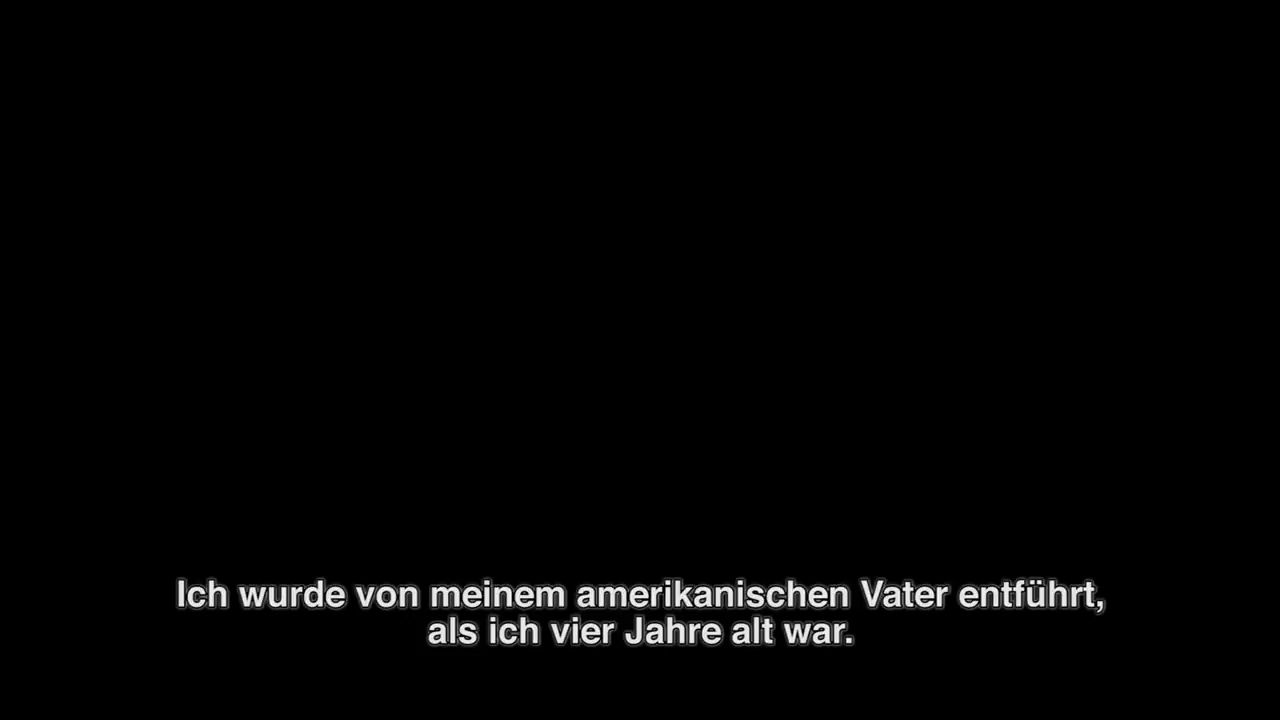 Ich wurde von meinem amerikanischen Vater entführt,
als ich vier Jahre alt war.